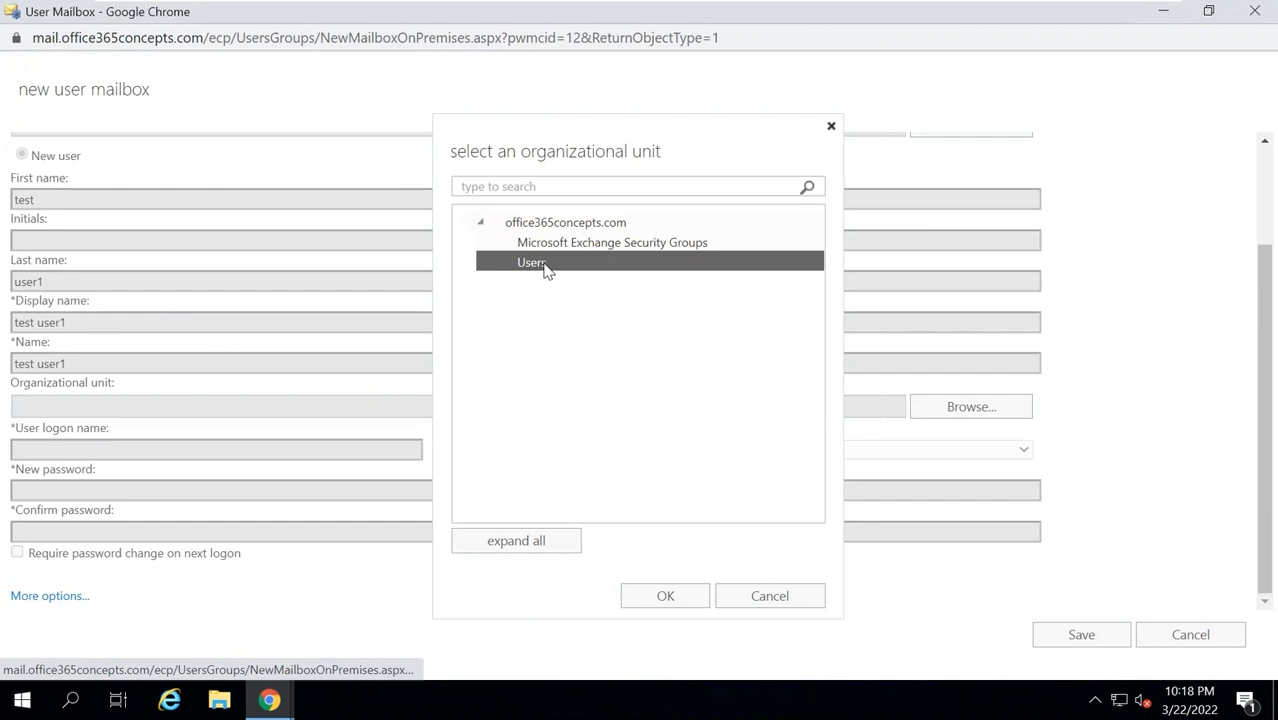 User Mailbox - Google Chrome
mail.office365concepts.com/ecp/UsersGroups/NewMailboxOnPremises.aspx?pwmcid=12&ReturnObjectType=1
new user mailbox
New user
First name:
test
Initials:
Last name:
user1
*Display name:
test user1
*Name:
test user1
Organizational unit:
Browse...
*User logon name:
*New password:
*Confirm password:
Require password change on next logon
More options...
Save
Cancel
select an organizational unit
type to search
office365concepts.com
Microsoft Exchange Security Groups
Users
expand all
OK
Cancel
mail.office365concepts.com/ecp/UsersGroups/NewMailboxOnPremises.aspx...
10:18 PM
3/22/2022
1